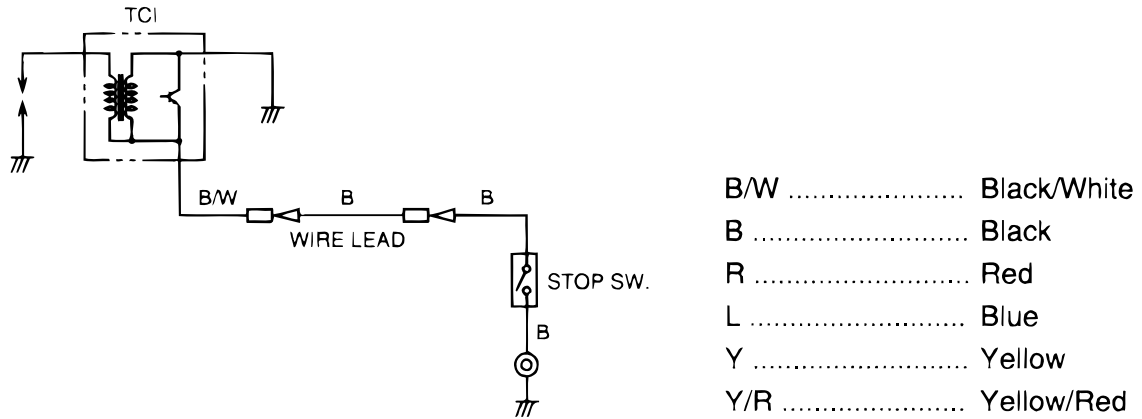 TCI
B/W B B
WIRE LEAD
STOP SW.
B
B/W ..................... Black/White
B ........................... Black
R ........................... Red
L ........................... Blue
Y ........................... Yellow
Y/R ...................... Yellow/Red